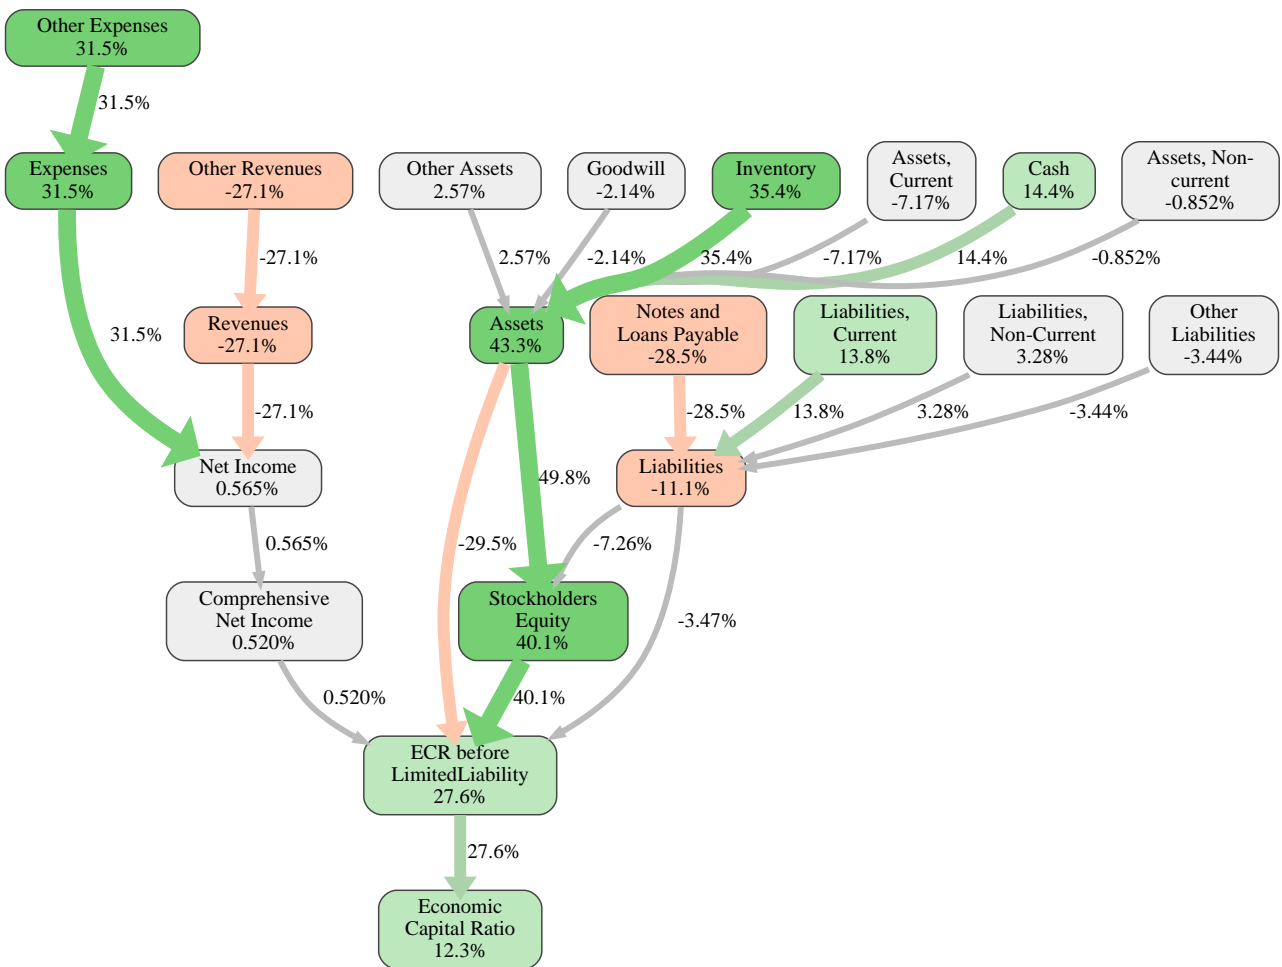 Other Expenses
31.5%
31.5%
Expenses
31.5%
Other Revenues
-27.1%
Other Assets
2.57%
Goodwill
-2.14%
Inventory
35.4%
Assets,
Current
-7.17%
Cash
14.4%
Assets, Non-
current
-0.852%
-27.1%
2.57%
-2.14%
35.4%
-7.17%
14.4%
-0.852%
31.5%
Revenues
-27.1%
Assets
43.3%
Notes and
Loans Payable
-28.5%
Liabilities,
Current
13.8%
Liabilities,
Non-Current
3.28%
Other
Liabilities
-3.44%
-27.1%
-28.5%
13.8%
3.28%
-3.44%
Net Income
0.565%
49.8%
Liabilities
-11.1%
0.565%
-29.5%
-7.26%
Comprehensive
Net Income
0.520%
Stockholders
Equity
40.1%
-3.47%
0.520%
40.1%
ECR before
LimitedLiability
27.6%
27.6%
Economic
Capital Ratio
12.3%